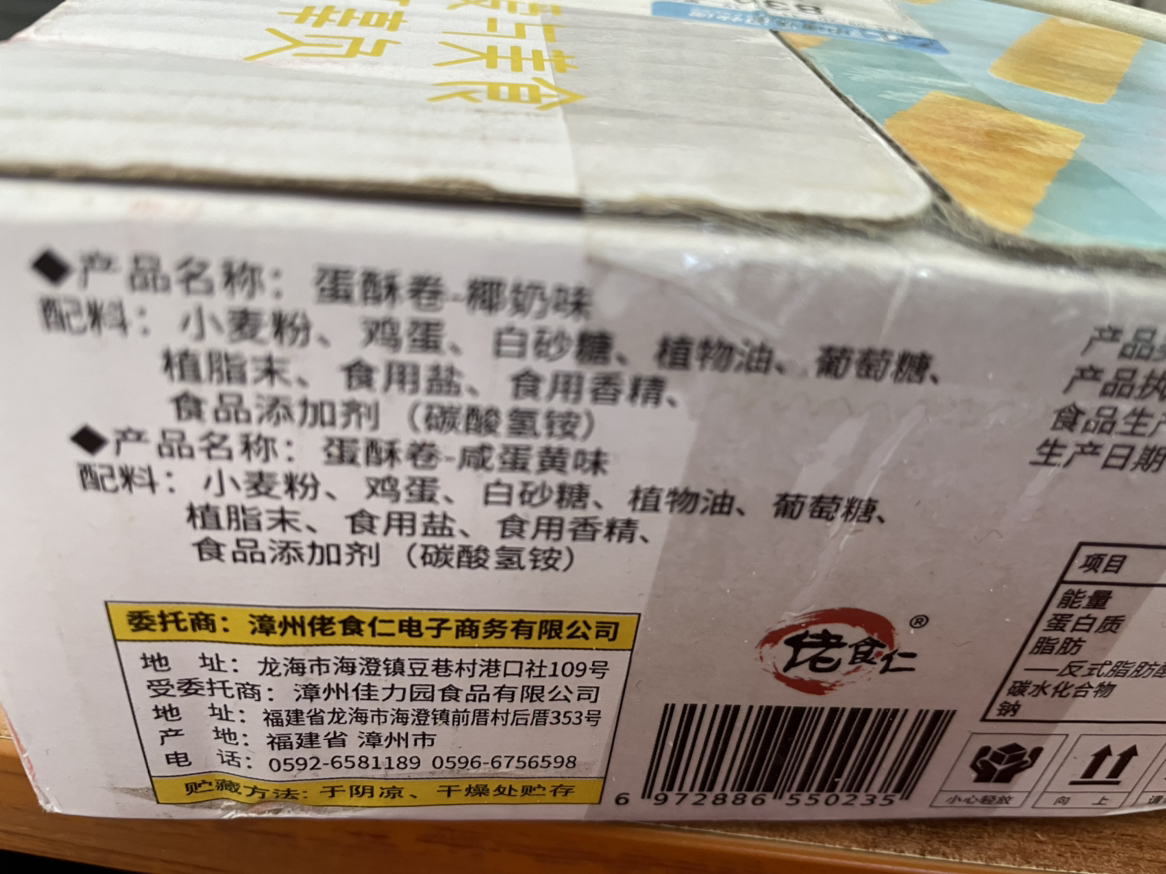 美食
◆产品名称：蛋酥卷-椰奶味
配料：小麦粉、鸡蛋、白砂糖、植物油、葡萄糖、
植脂末、食用盐、食用香精、
食品添加剂（碳酸氢铵）
◆产品名称：蛋酥卷-咸蛋黄味
配料：小麦粉、鸡蛋、白砂糖、植物油、葡萄糖、
植脂末、食用盐、食用香精、
食品添加剂（碳酸氢铵）
委托商：漳州佬食仁电子商务有限公司
地 址：龙海市海澄镇豆巷村港口社109号
受委托商：漳州佳力园食品有限公司
地 址：福建省龙海市海澄镇前厝村后厝353号
产 地：福建省 漳州市
电 话：0592-6581189 0596-6756598
贮藏方法：于阴凉、干燥处贮存
佬食仁®
6 972886 550235
产品
产品执
食品生产
生产日期
项目
能量
蛋白质
脂肪
—反式脂肪
碳水化合物
钠
小心轻放
向 上